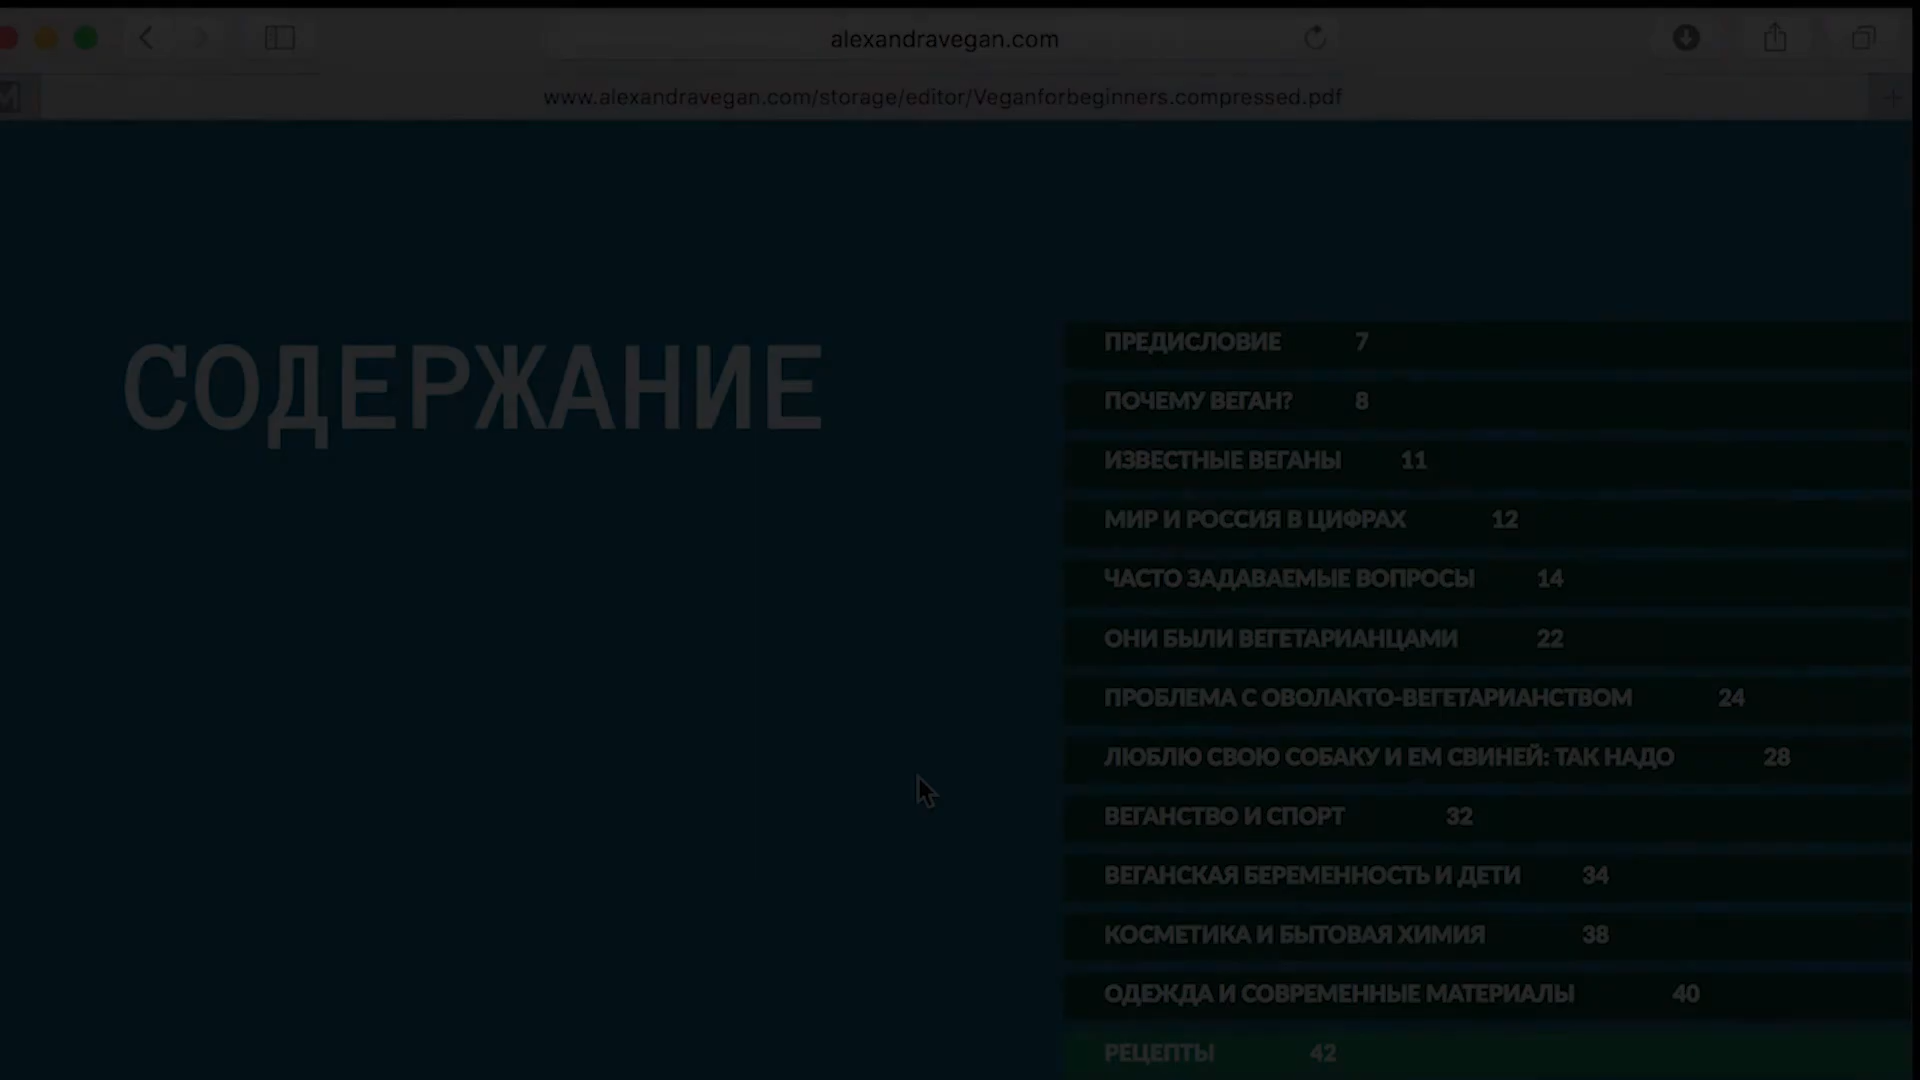 alexandravegan.com
www.alexandravegan.com/storage/editor/Veganforbeginners.compressed.pdf
СОДЕРЖАНИЕ
ПРЕДИСЛОВИЕ 7
ПОЧЕМУ ВЕГАН? 8
ИЗВЕСТНЫЕ ВЕГАНЫ 11
МИР И РОССИЯ В ЦИФРАХ 12
ЧАСТО ЗАДАВАЕМЫЕ ВОПРОСЫ 14
ОНИ БЫЛИ ВЕГЕТАРИАНЦАМИ 22
ПРОБЛЕМА С ОВОЛАКТО-ВЕГЕТАРИАНСТВОМ 24
ЛЮБЛЮ СВОЮ СОБАКУ И ЕМ СВИНЕЙ: ТАК НАДО 28
ВЕГАНСТВО И СПОРТ 32
ВЕГАНСКАЯ БЕРЕМЕННОСТЬ И ДЕТИ 34
КОСМЕТИКА И БЫТОВАЯ ХИМИЯ 38
ОДЕЖДА И СОВРЕМЕННЫЕ МАТЕРИАЛЫ 40
РЕЦЕПТЫ 42